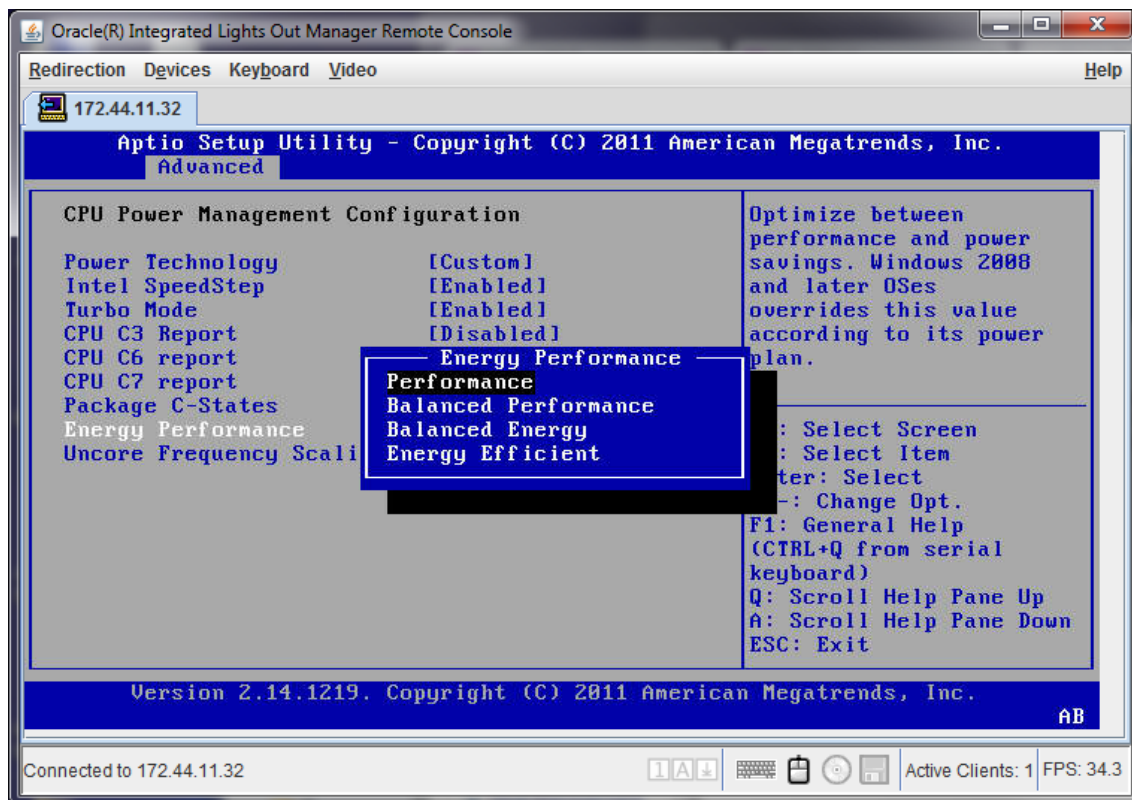 Oracle(R) Integrated Lights Out Manager Remote Console
Redirection Devices Keyboard Video Help
172.44.11.32
Aptio Setup Utility - Copyright (C) 2011 American Megatrends, Inc.
Advanced
CPU Power Management Configuration
Power Technology [Custom]
Intel SpeedStep [Enabled]
Turbo Mode [Enabled]
CPU C3 Report [Disabled]
CPU C6 report
CPU C7 report
Package C-States
Energy Performance
Uncore Frequency Scali
Energy Performance
Performance
Balanced Performance
Balanced Energy
Energy Efficient
Optimize between
performance and power
savings. Windows 2008
and later OSes
overrides this value
according to its power
plan.
: Select Screen
: Select Item
ter: Select
-: Change Opt.
F1: General Help
(CTRL+Q from serial
keyboard)
Q: Scroll Help Pane Up
A: Scroll Help Pane Down
ESC: Exit
Version 2.14.1219. Copyright (C) 2011 American Megatrends, Inc.
AB
Connected to 172.44.11.32
1 A
Active Clients: 1 FPS: 34.3